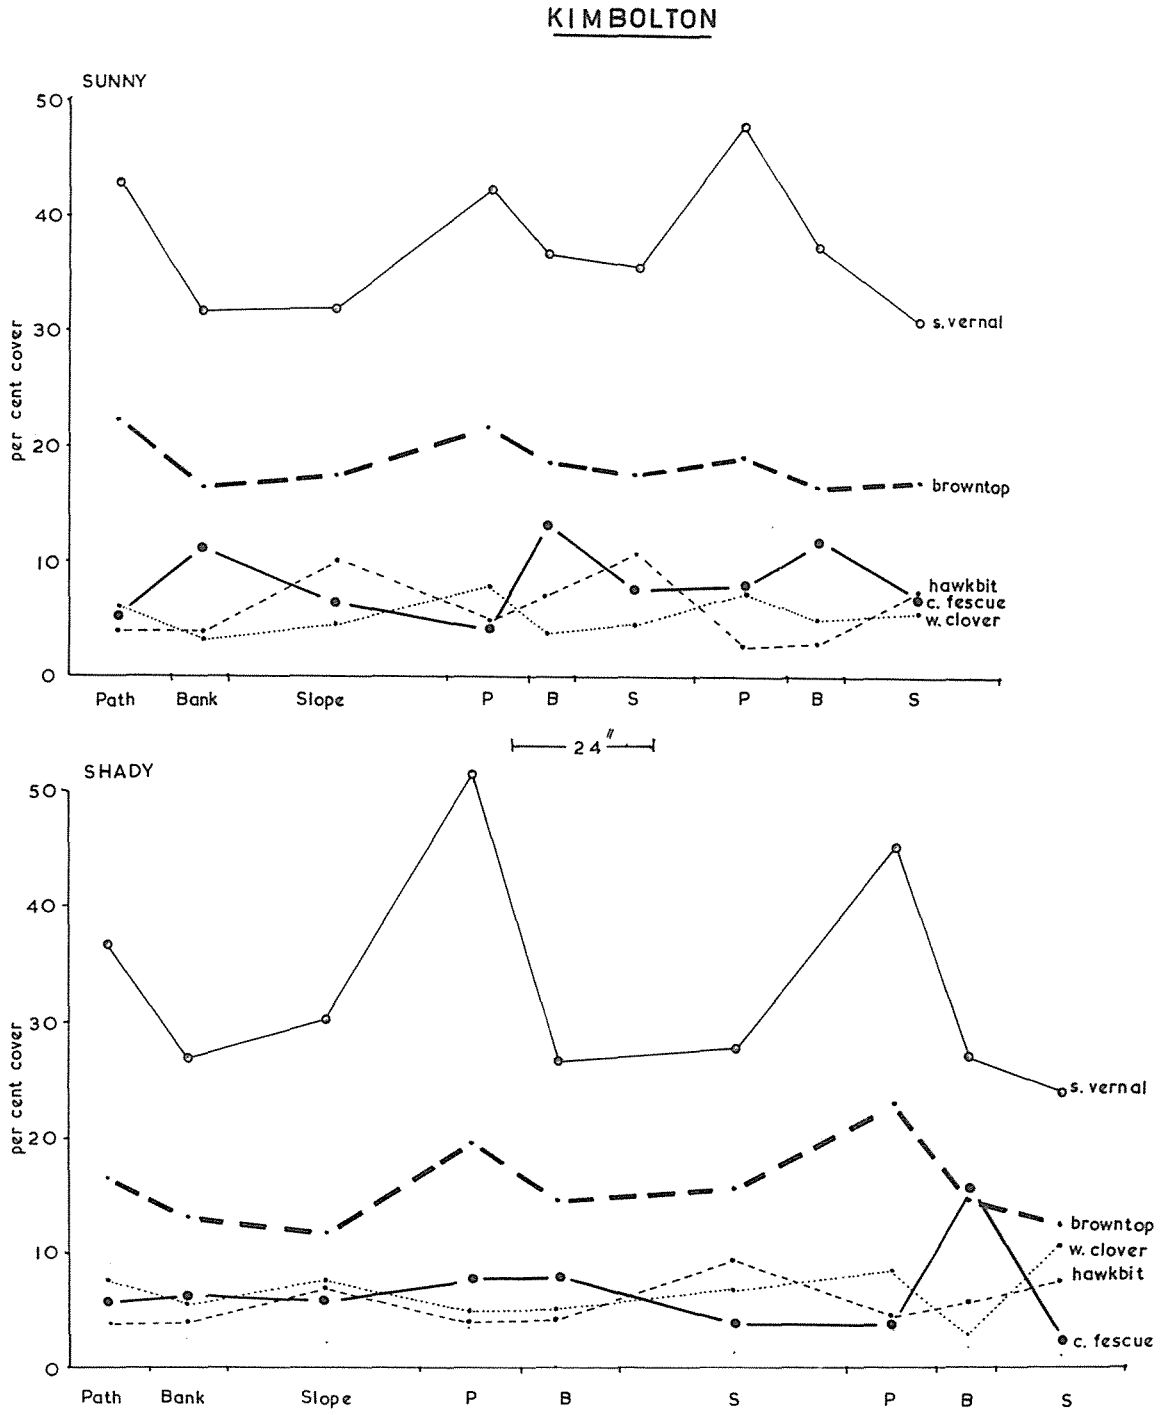 KIMBOLTON
SUNNY
50
40
30
20
10
0
per cent cover
s. vernal
browntop
hawkbit
c. fescue
w. clover
Path Bank Slope P B S P B S
24"
SHADY
50
40
30
20
10
0
per cent cover
s. vernal
browntop
w. clover
hawkbit
c. fescue
Path Bank Slope P B S P B S